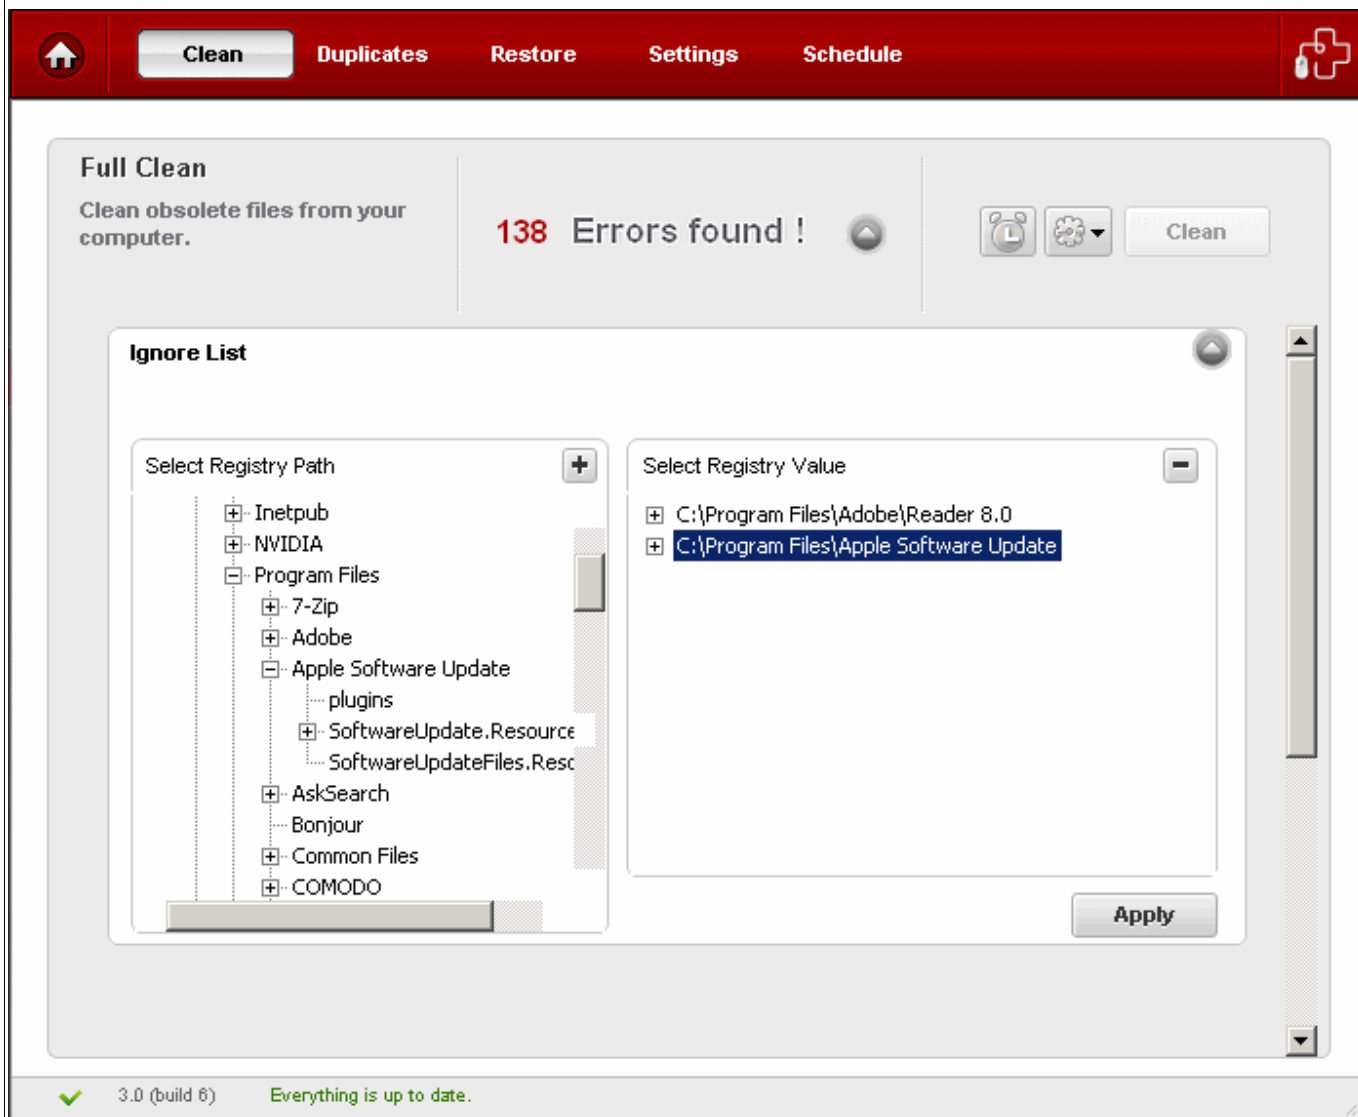 Clean Duplicates Restore Settings Schedule
Full Clean
Clean obsolete files from your
computer.
138 Errors found !
Clean
Ignore List
Select Registry Path
Inetpub
NVIDIA
Program Files
7-Zip
Adobe
Apple Software Update
plugins
SoftwareUpdate.Resource
SoftwareUpdateFiles.Resc
AskSearch
Bonjour
Common Files
COMODO
Select Registry Value
C:\Program Files\Adobe\Reader 8.0
C:\Program Files\Apple Software Update
Apply
3.0 (build 6) Everything is up to date.